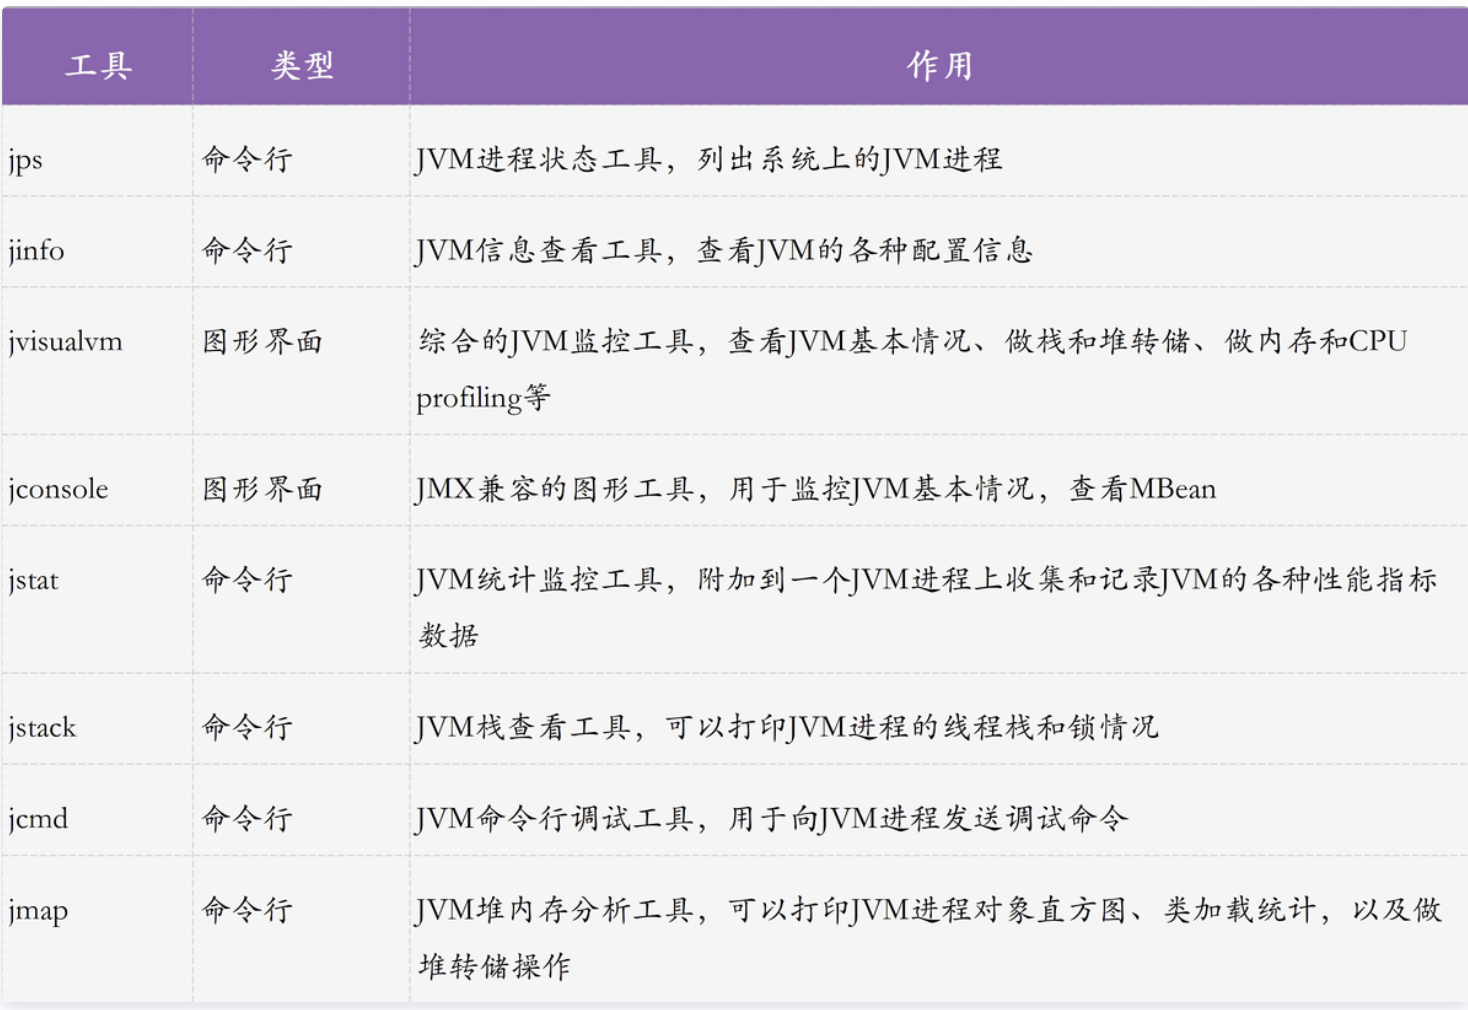 工具 类型 作用
jps 命令行 JVM进程状态工具，列出系统上的JVM进程
jinfo 命令行 JVM信息查看工具，查看JVM的各种配置信息
jvisualvm 图形界面 综合的JVM监控工具，查看JVM基本情况、做栈和堆转储、做内存和CPU
profiling等
jconsole 图形界面 JMX兼容的图形工具，用于监控JVM基本情况，查看MBean
jstat 命令行 JVM统计监控工具，附加到一个JVM进程上收集和记录JVM的各种性能指标
数据
jstack 命令行 JVM栈查看工具，可以打印JVM进程的线程栈和锁情况
jcmd 命令行 JVM命令行调试工具，用于向JVM进程发送调试命令
jmap 命令行 JVM堆内存分析工具，可以打印JVM进程对象直方图、类加载统计，以及做
堆转储操作